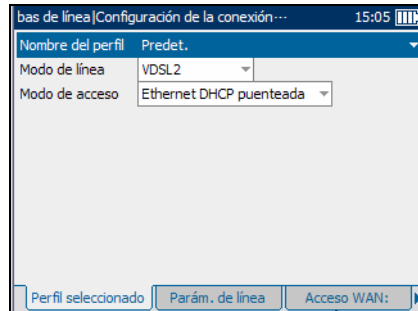 bas de línea|Configuración de la conexión··· 15:05
Nombre del perfil Predet.
Modo de línea VDSL2
Modo de acceso Ethernet DHCP puenteada
Perfil seleccionado Parám. de línea Acceso WAN: